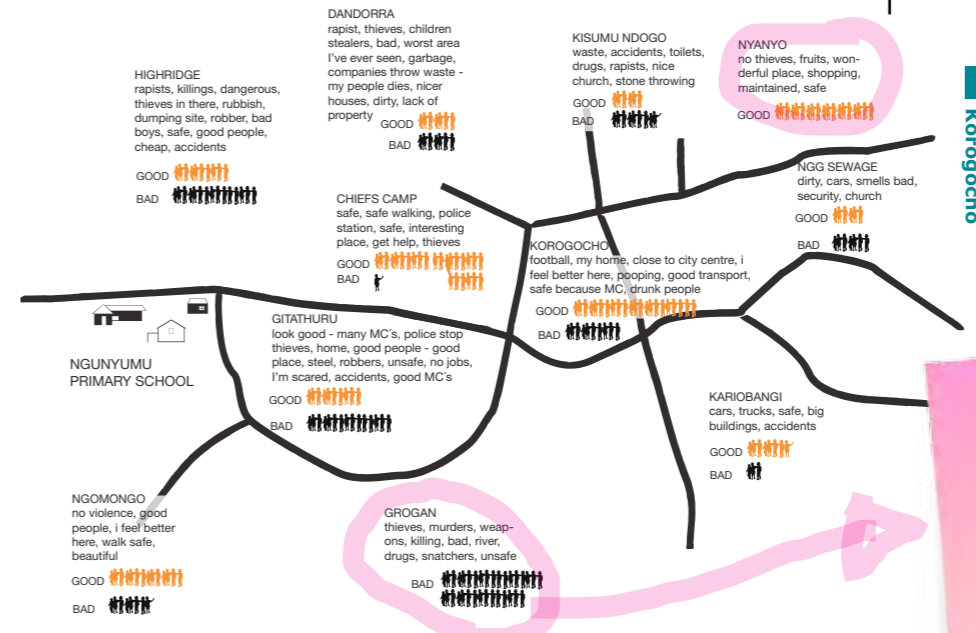 DANDORRA
rapist, thieves, children
stealers, bad, worst area
I've ever seen, garbage,
companies throw waste -
my people dies, nicer
houses, dirty, lack of
property
GOOD
BAD
KISUMU NDOGO
waste, accidents, toilets,
drugs, rapists, nice
church, stone throwing
GOOD
BAD
NYANYO
no thieves, fruits, won-
derful place, shopping,
maintained, safe
GOOD
HIGHRIDGE
rapists, killings, dangerous,
thieves in there, rubbish,
dumping site, robber, bad
boys, safe, good people,
cheap, accidents
GOOD
BAD
Korogocho
NGG SEWAGE
dirty, cars, smells bad,
security, church
GOOD
BAD
CHIEFS CAMP
safe, safe walking, police
station, safe, interesting
place, get help, thieves
GOOD
BAD
KOROGOCHO
football, my home, close to city centre, i
feel better here, pooping, good transport,
safe because MC, drunk people
GOOD
BAD
GITATHURU
look good - many MC´s, police stop
thieves, home, good people - good
place, steel, robbers, unsafe, no jobs,
I'm scared, accidents, good MC´s
GOOD
BAD
NGUNYUMU
PRIMARY SCHOOL
KARIOBANGI
cars, trucks, safe, big
buildings, accidents
GOOD
BAD
NGOMONGO
no violence, good
people, i feel better
here, walk safe,
beautiful
GOOD
BAD
GROGAN
thieves, murders, weap-
ons, killing, bad, river,
drugs, snatchers, unsafe
BAD